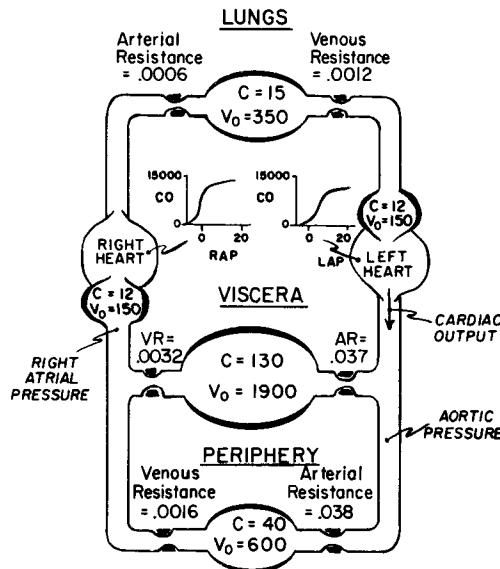 LUNGS
Arterial
Resistance
= .0006
Venous
Resistance
= .0012
C = 15
V₀ = 350
15000
CO
0
0
20
RAP
15000
CO
0
0
20
LAP
C = 12
V₀ = 150
RIGHT
HEART
LEFT
HEART
C = 12
V₀ = 150
VISCERA
CARDIAC
OUTPUT
VR =
.0032
AR =
.037
C = 130
V₀ = 1900
RIGHT
ATRIAL
PRESSURE
AORTIC
PRESSURE
PERIPHERY
Venous
Resistance
= .0016
Arterial
Resistance
= .038
C = 40
V₀ = 600